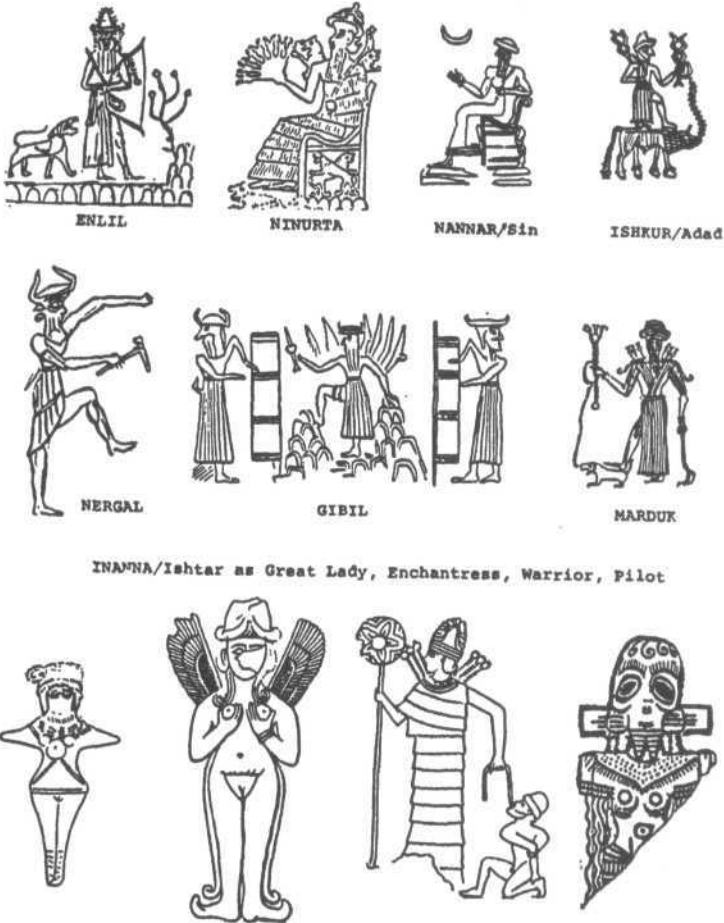 ENLIL
NINURTA
NANNAR/Sin
ISHKUR/Adad
NERGAL
GIBIL
MARDUK
INANNA/Ishtar as Great Lady, Enchantress, Warrior, Pilot